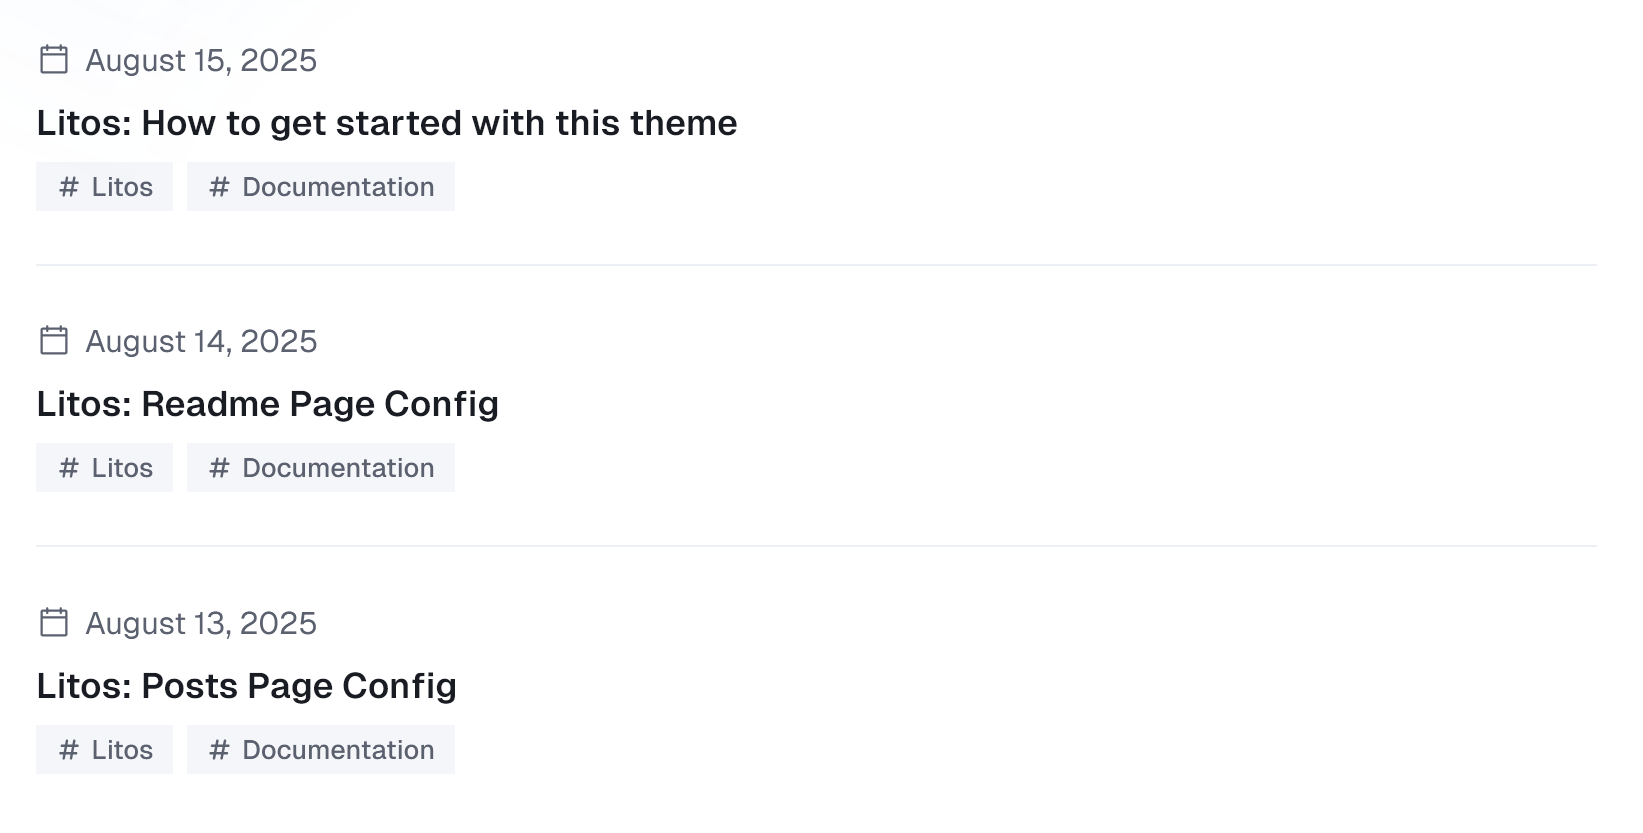 August 15, 2025
Litos: How to get started with this theme
# Litos # Documentation
August 14, 2025
Litos: Readme Page Config
# Litos # Documentation
August 13, 2025
Litos: Posts Page Config
# Litos # Documentation